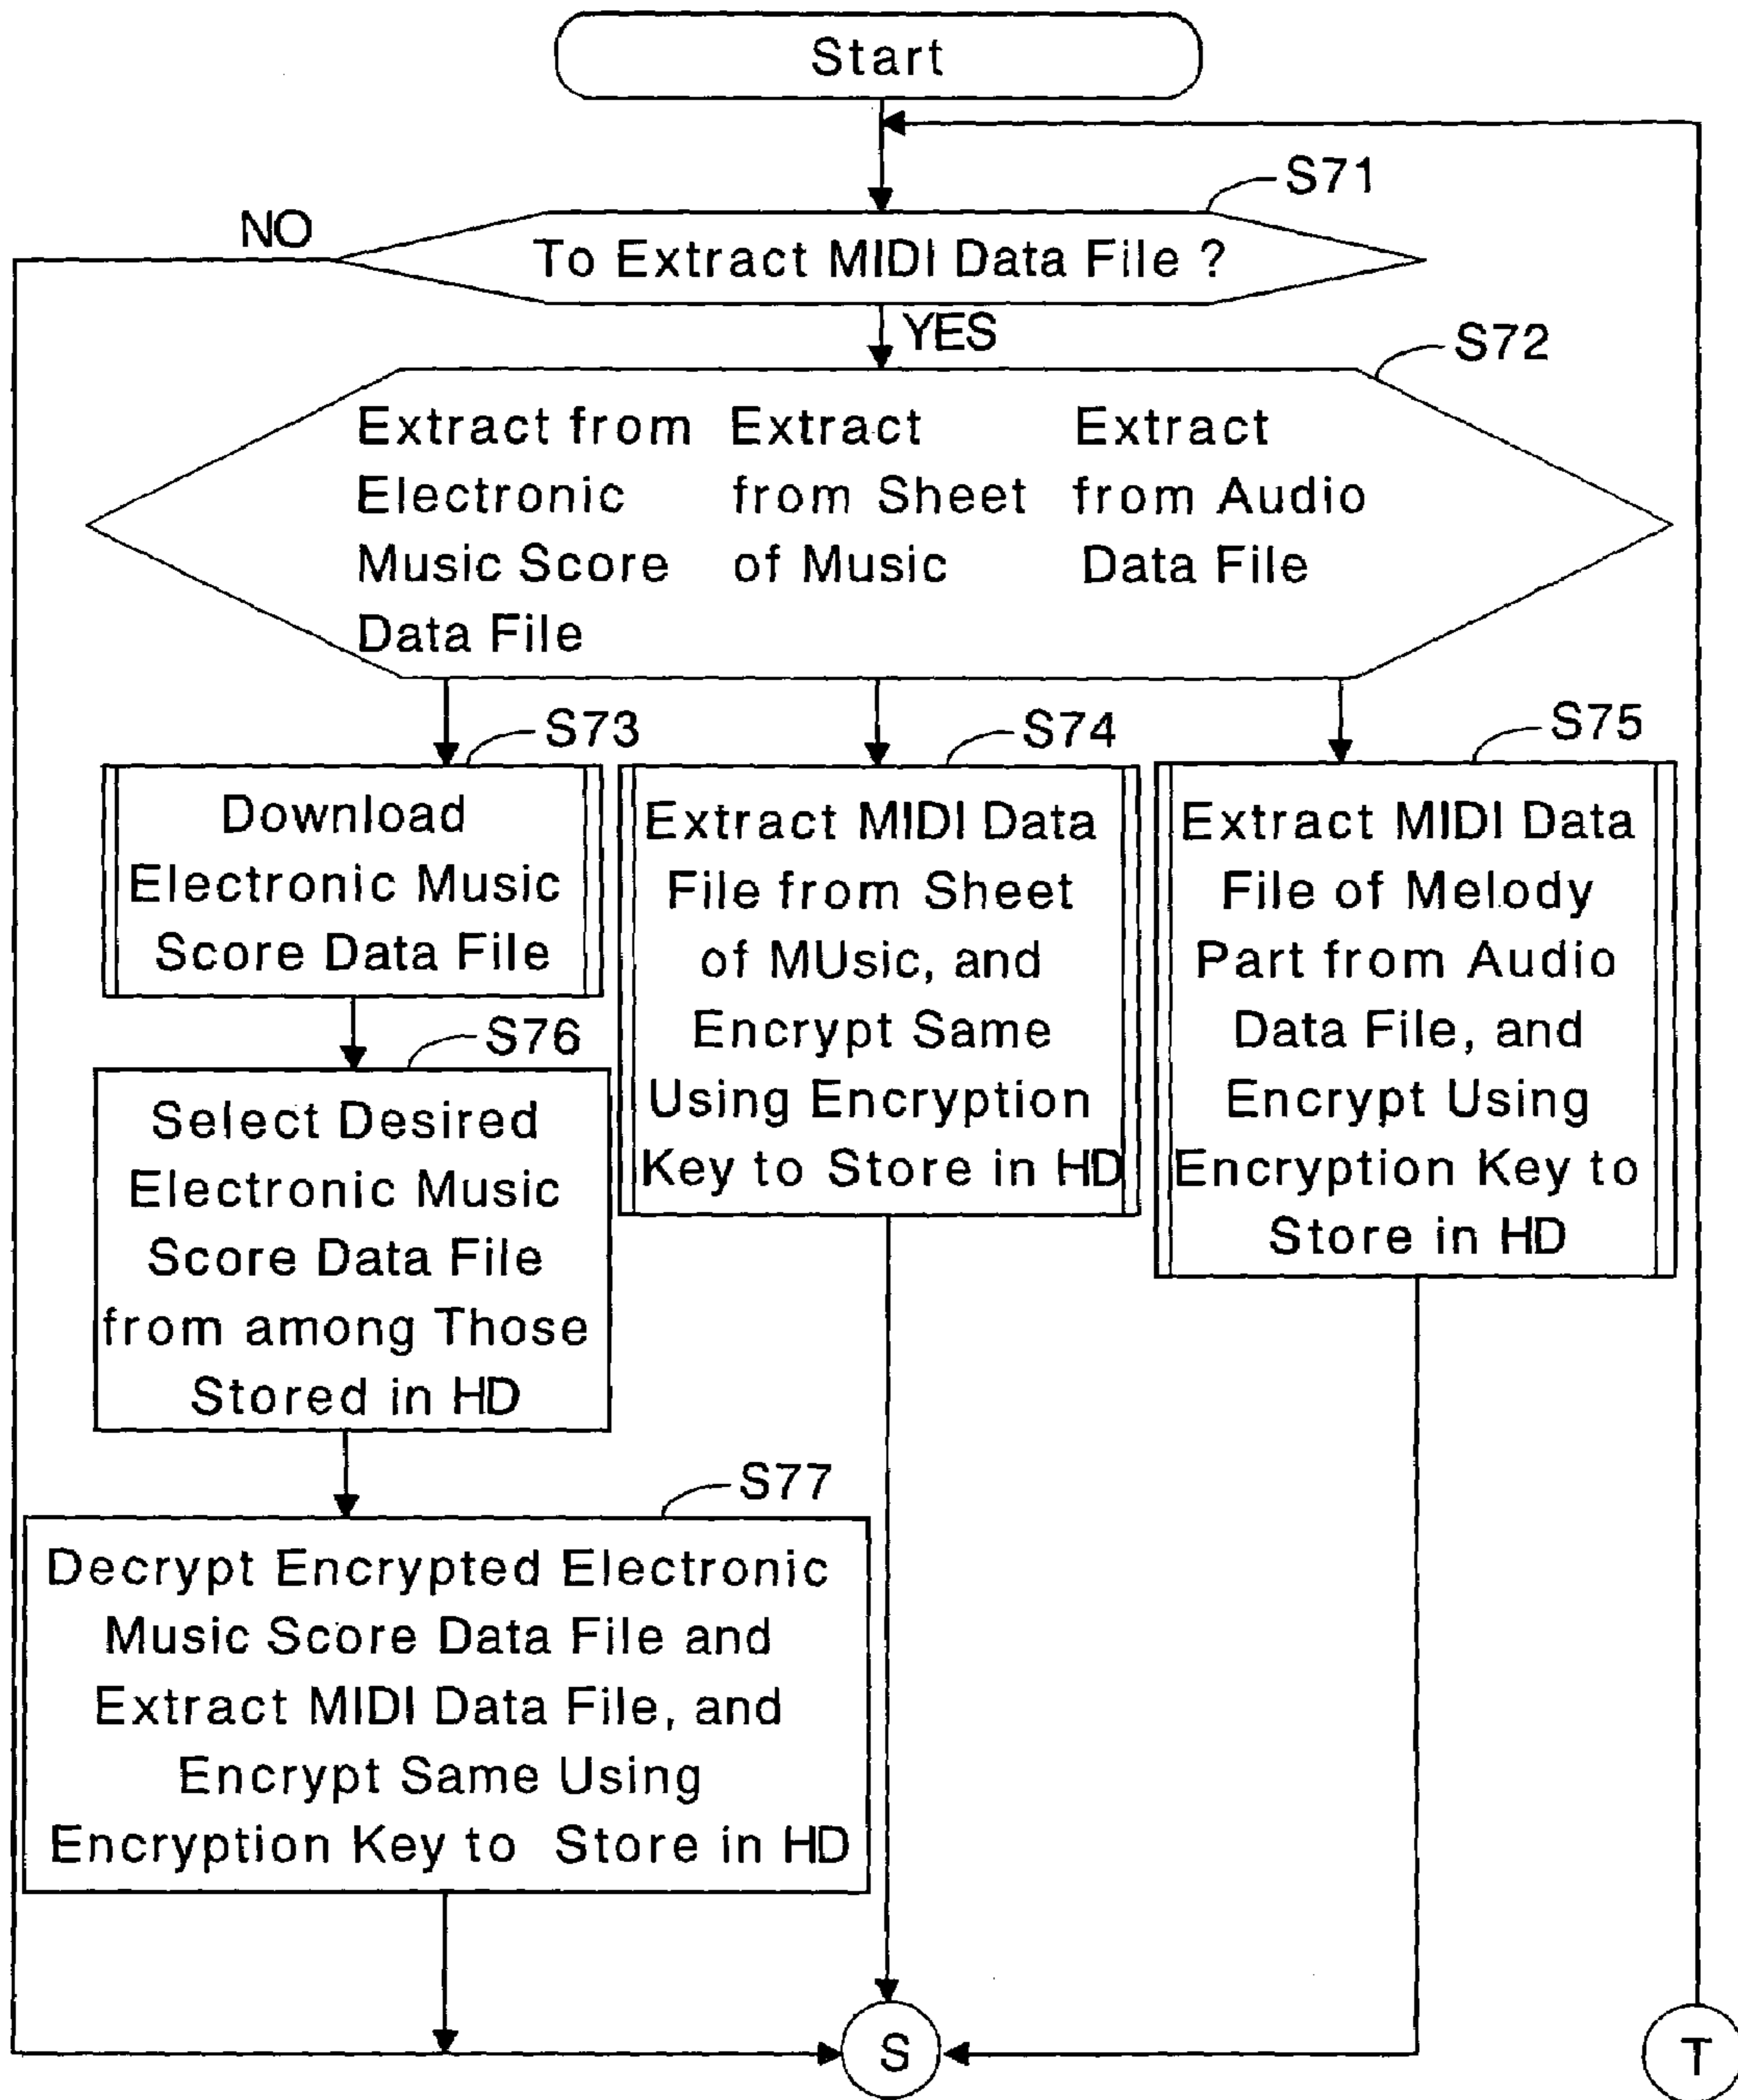 Start
S71
NO
To Extract MIDI Data File ?
YES
S72
Extract from
Electronic
Music Score
Data File
Extract
from Sheet
of Music
Extract
from Audio
Data File
S73
Download
Electronic Music
Score Data File
S74
Extract MIDI Data
File from Sheet
of MUsic, and
Encrypt Same
Using Encryption
Key to Store in HD
S75
Extract MIDI Data
File of Melody
Part from Audio
Data File, and
Encrypt Using
Encryption Key to
Store in HD
S76
Select Desired
Electronic Music
Score Data File
from among Those
Stored in HD
S77
Decrypt Encrypted Electronic
Music Score Data File and
Extract MIDI Data File, and
Encrypt Same Using
Encryption Key to Store in HD
S
T